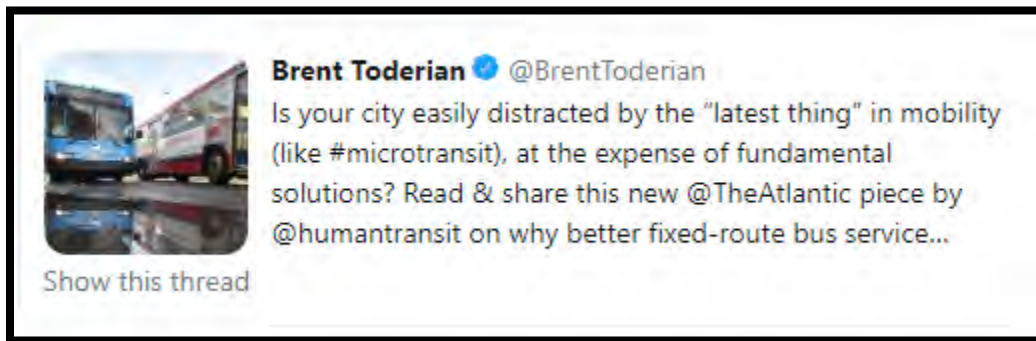 Brent Toderian @BrentToderian
Is your city easily distracted by the “latest thing” in mobility
(like #microtransit), at the expense of fundamental
solutions? Read & share this new @TheAtlantic piece by
@humantransit on why better fixed-route bus service...
Show this thread